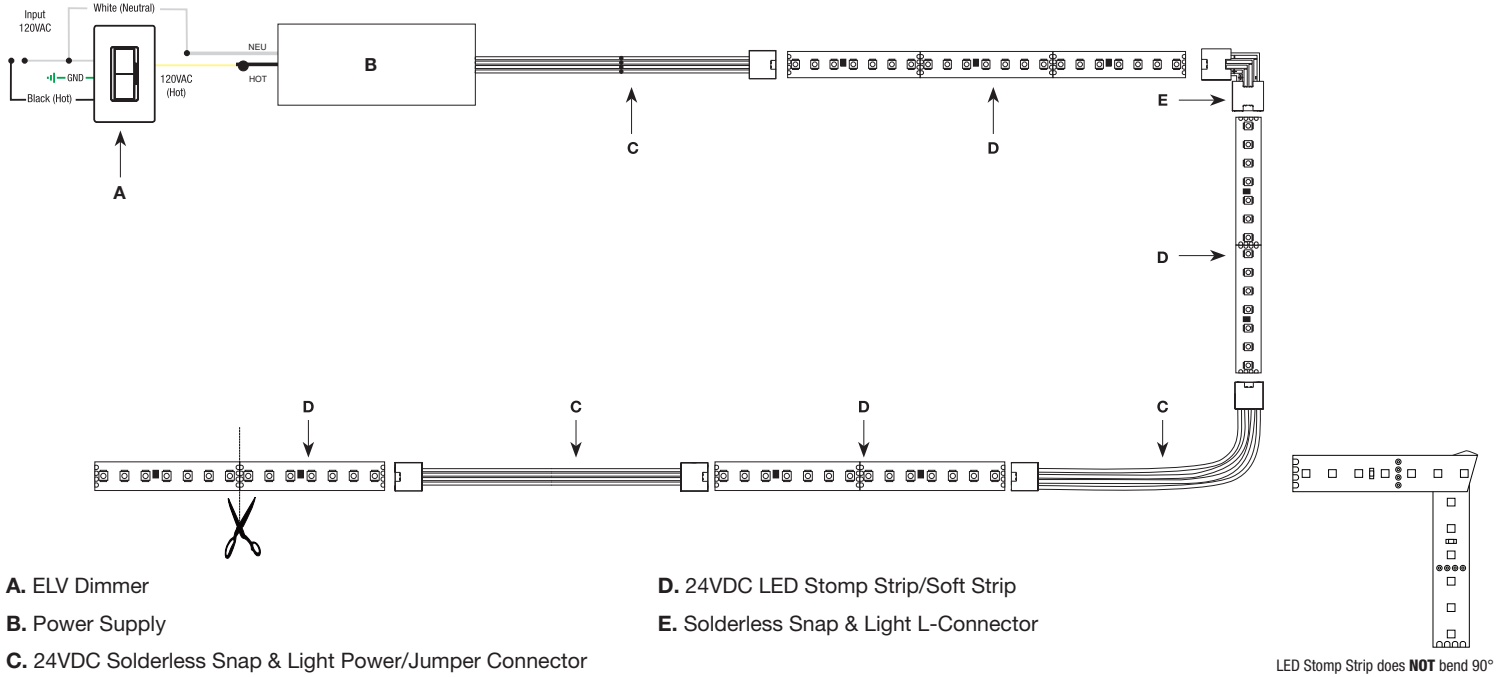 Input
120VAC
White (Neutral)
GND
Black (Hot)
120VAC
(Hot)
NEU
HOT
A
B
C
D
E
D
D
C
D
C
A. ELV Dimmer
B. Power Supply
C. 24VDC Solderless Snap & Light Power/Jumper Connector
D. 24VDC LED Stomp Strip/Soft Strip
E. Solderless Snap & Light L-Connector
LED Stomp Strip does NOT bend 90°